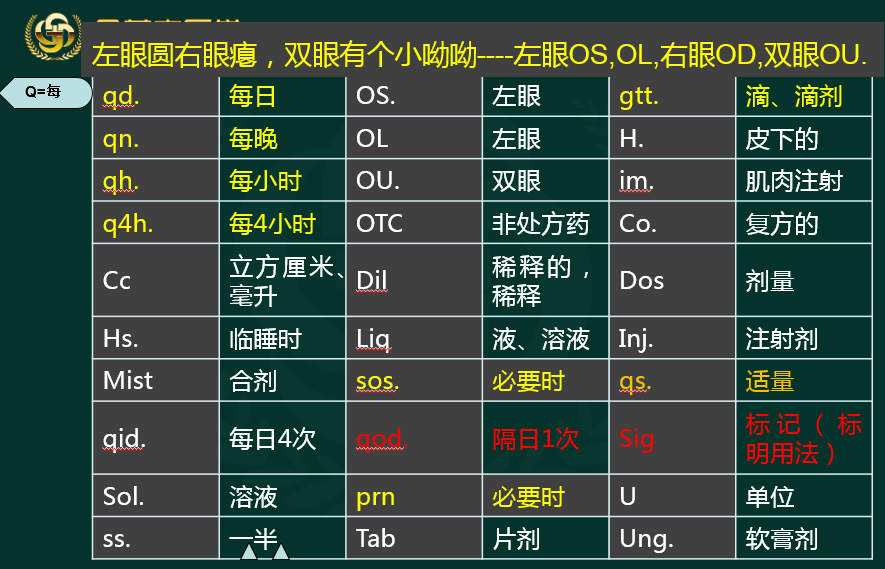 左眼圆右眼瘪，双眼有个小呦呦----左眼OS,OL,右眼OD,双眼OU.
Q=每
qd. 每日 OS. 左眼 gtt. 滴、滴剂
qn. 每晚 OL 左眼 H. 皮下的
qh. 每小时 OU. 双眼 im. 肌肉注射
q4h. 每4小时 OTC 非处方药 Co. 复方的
Cc 立方厘米、毫升 Dil 稀释的，稀释 Dos 剂量
Hs. 临睡时 Liq 液、溶液 Inj. 注射剂
Mist 合剂 sos. 必要时 qs. 适量
qid. 每日4次 qod. 隔日1次 Sig 标记（标明用法）
Sol. 溶液 prn 必要时 U 单位
ss. 一半 Tab 片剂 Ung. 软膏剂